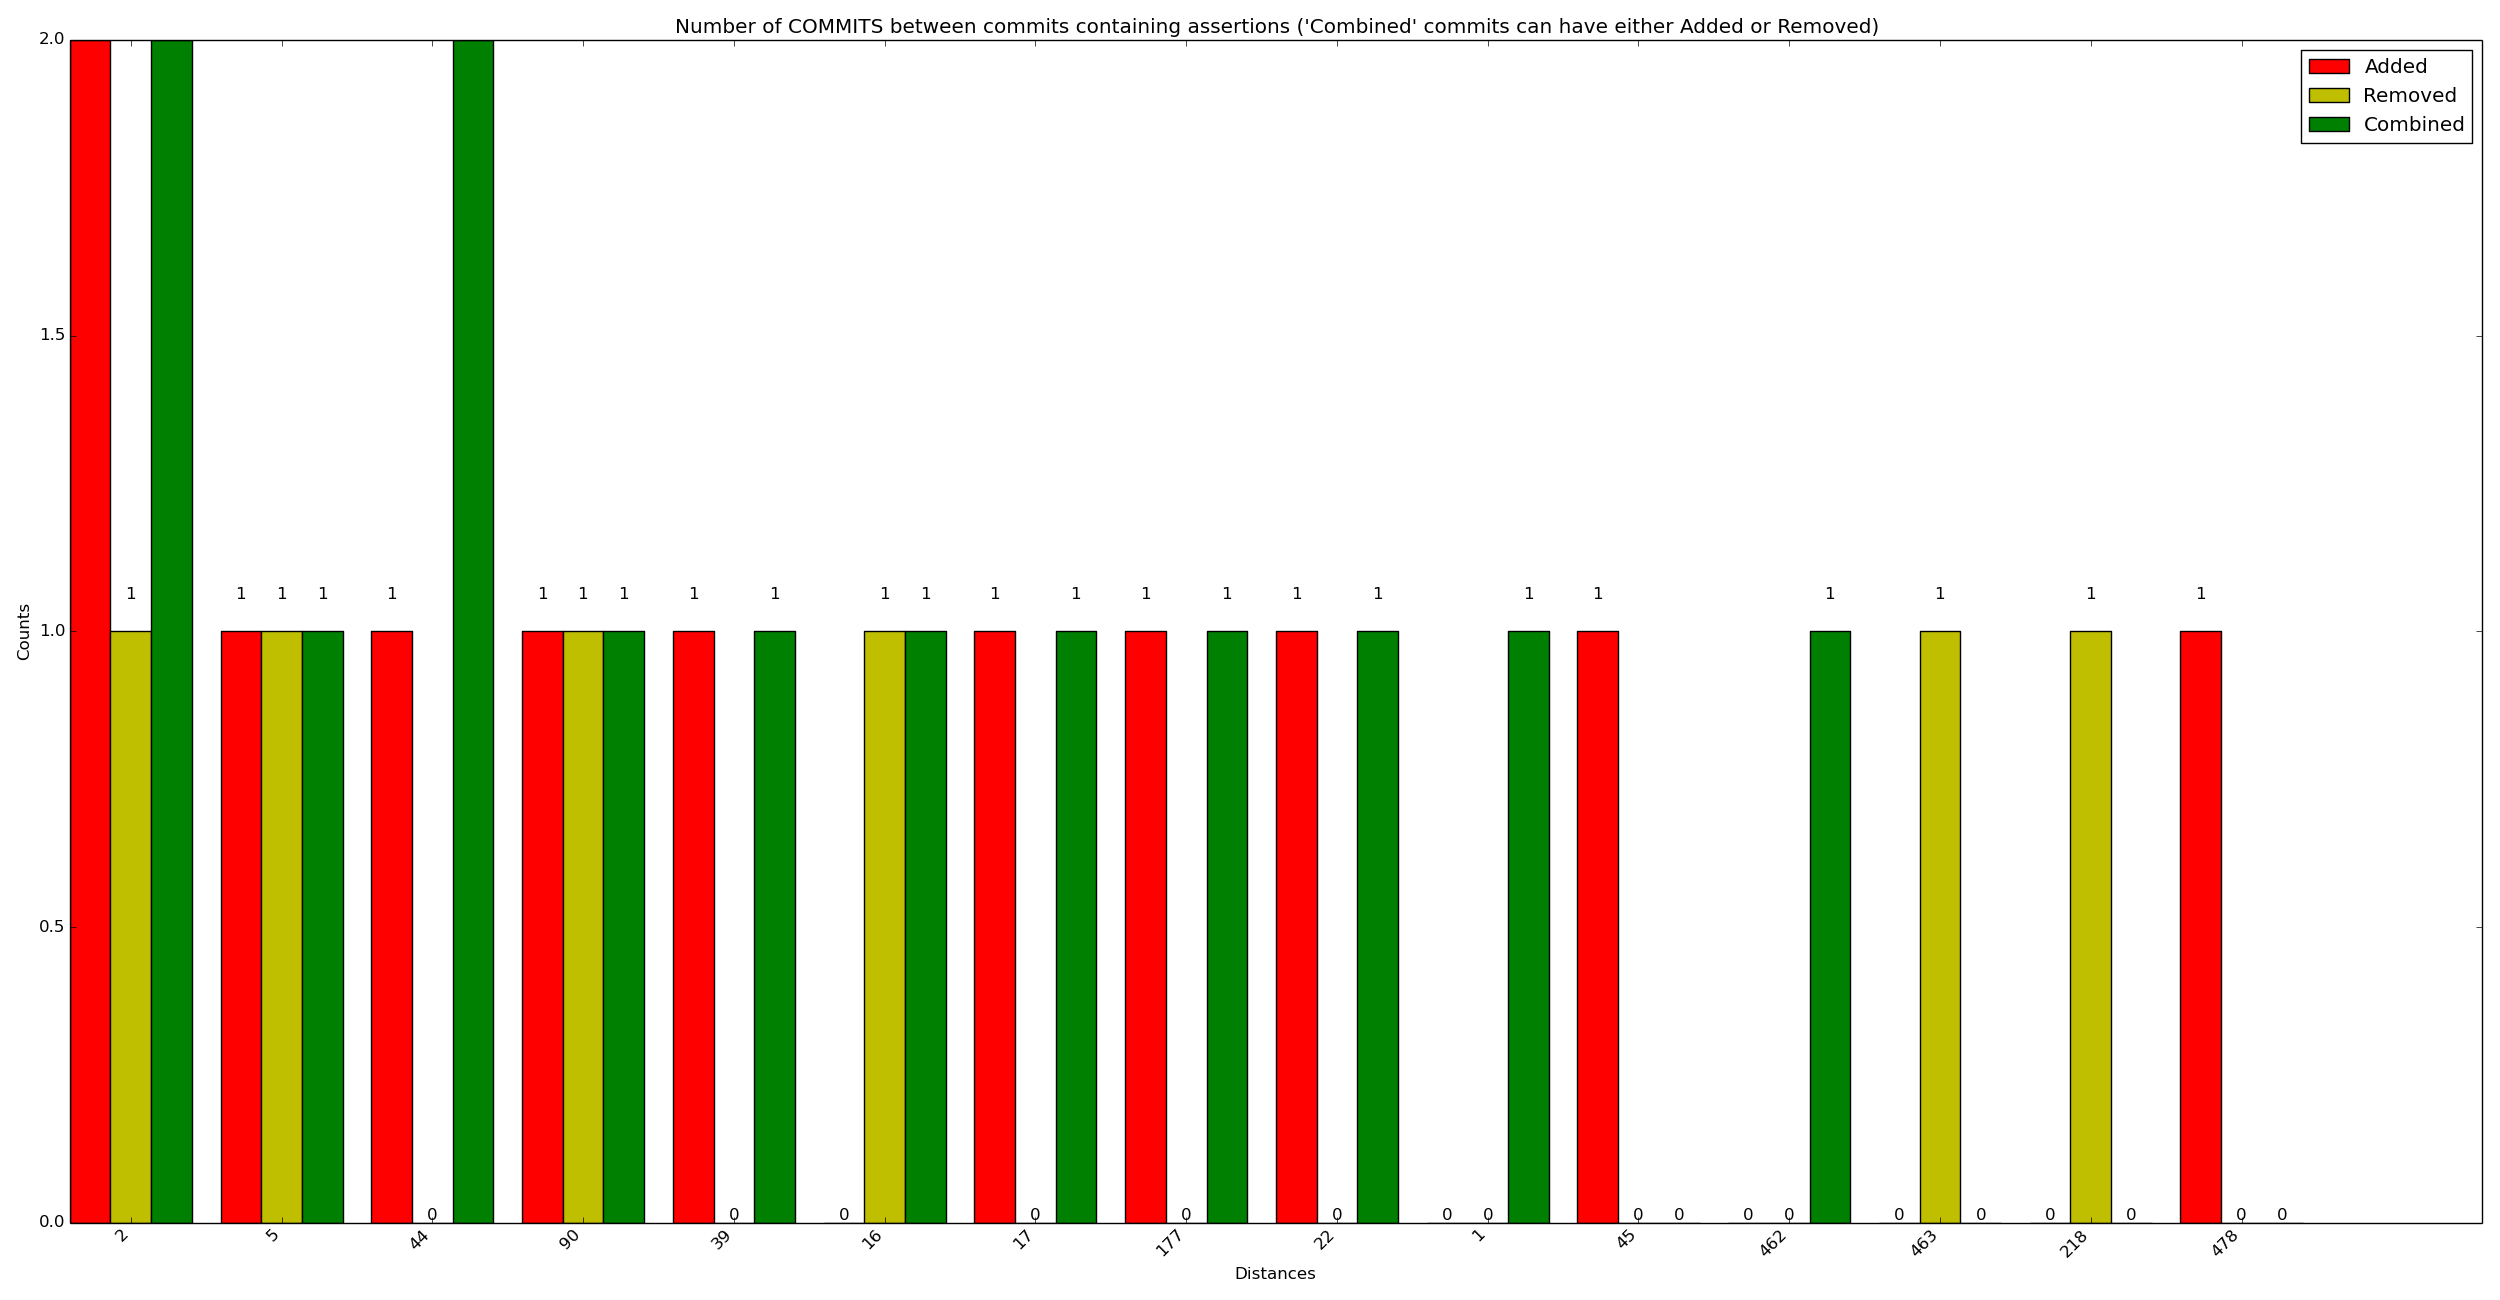 Number of COMMITS between commits containing assertions ('Combined' commits can have either Added or Removed)
Added
Removed
Combined
2.0
1.5
1.0
0.5
0.0
Counts
1 1 1 1 1 1 1 1 1 1 1 1 1 1 1 1 1 1 1 1 1 1 1 1
0 0 0 0 0 0 0 0 0 0 0 0 0 0 0 0 0 0
2 5 44 90 39 16 17 177 22 1 45 462 463 218 478
Distances